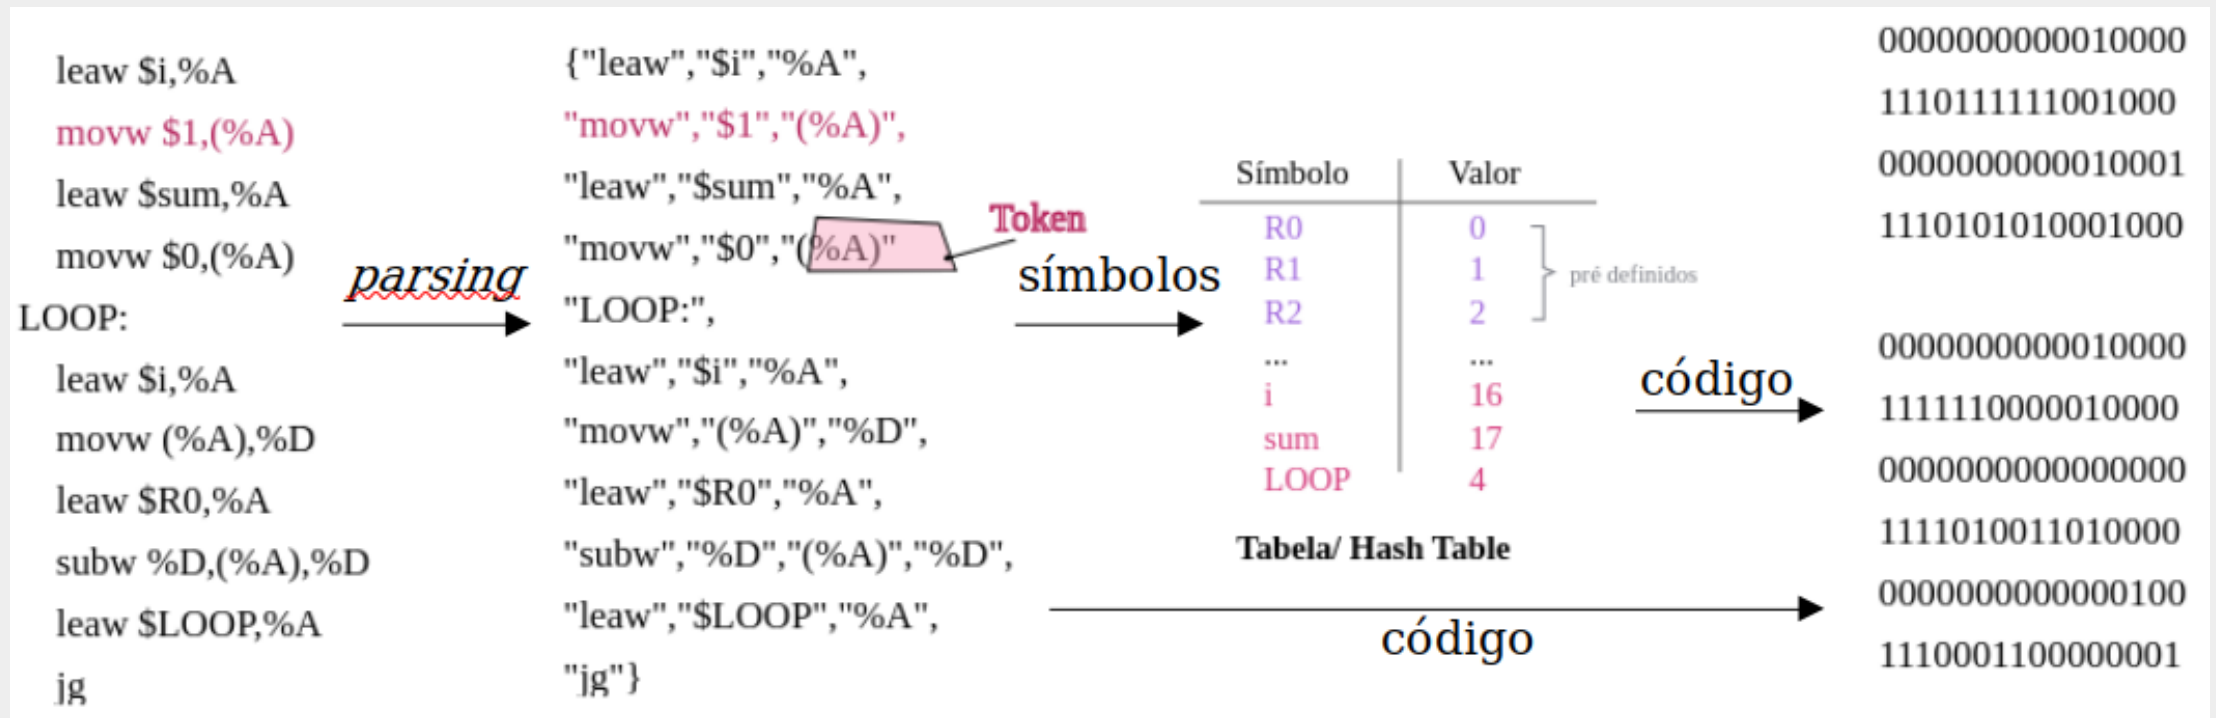 leaw $i,%A
movw $1,(%A)
leaw $sum,%A
movw $0,(%A)
LOOP:
leaw $i,%A
movw (%A),%D
leaw $R0,%A
subw %D,(%A),%D
leaw $LOOP,%A
jg
parsing
{"leaw","$i","%A",
"movw","$1","(%A)",
"leaw","$sum","%A",
"movw","$0","(%A)"
"LOOP:",
"leaw","$i","%A",
"movw","(%A)","%D",
"leaw","$R0","%A",
"subw","%D","(%A)","%D",
"leaw","$LOOP","%A",
"jg"}
Token
símbolos
Símbolo Valor
R0 0
R1 1
R2 2
... ...
i 16
sum 17
LOOP 4
pré definidos
Tabela/ Hash Table
código
código
0000000000010000
1110111111001000
0000000000010001
1110101010001000
0000000000010000
1111110000010000
0000000000000000
1111010011010000
0000000000000100
1110001100000001